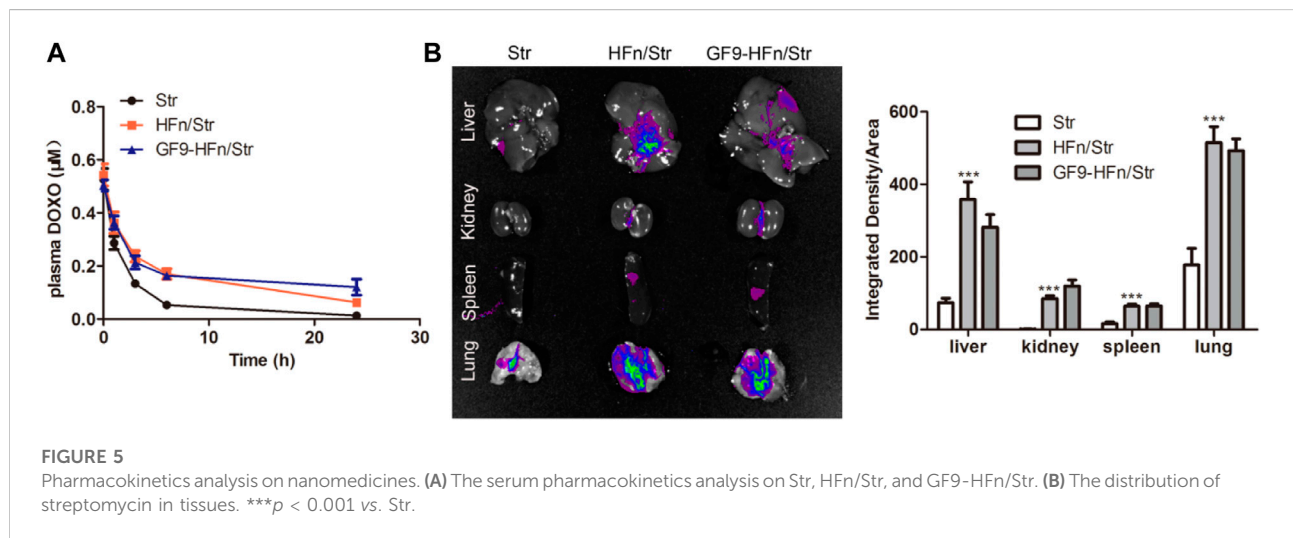 A
Str
HFn/Str
GF9-HFn/Str
plasma DOXO (μM)
0.8
0.6
0.4
0.2
0.0
0
10
20
30
Time (h)
B
Str
HFn/Str
GF9-HFn/Str
Liver
Kidney
Spleen
Lung
Integrated Density/Area
600
400
200
0
Str
HFn/Str
GF9-HFn/Str
***
***
***
***
liver
kidney
spleen
lung
FIGURE 5
Pharmacokinetics analysis on nanomedicines. (A) The serum pharmacokinetics analysis on Str, HFn/Str, and GF9-HFn/Str. (B) The distribution of
streptomycin in tissues. ***p < 0.001 vs. Str.